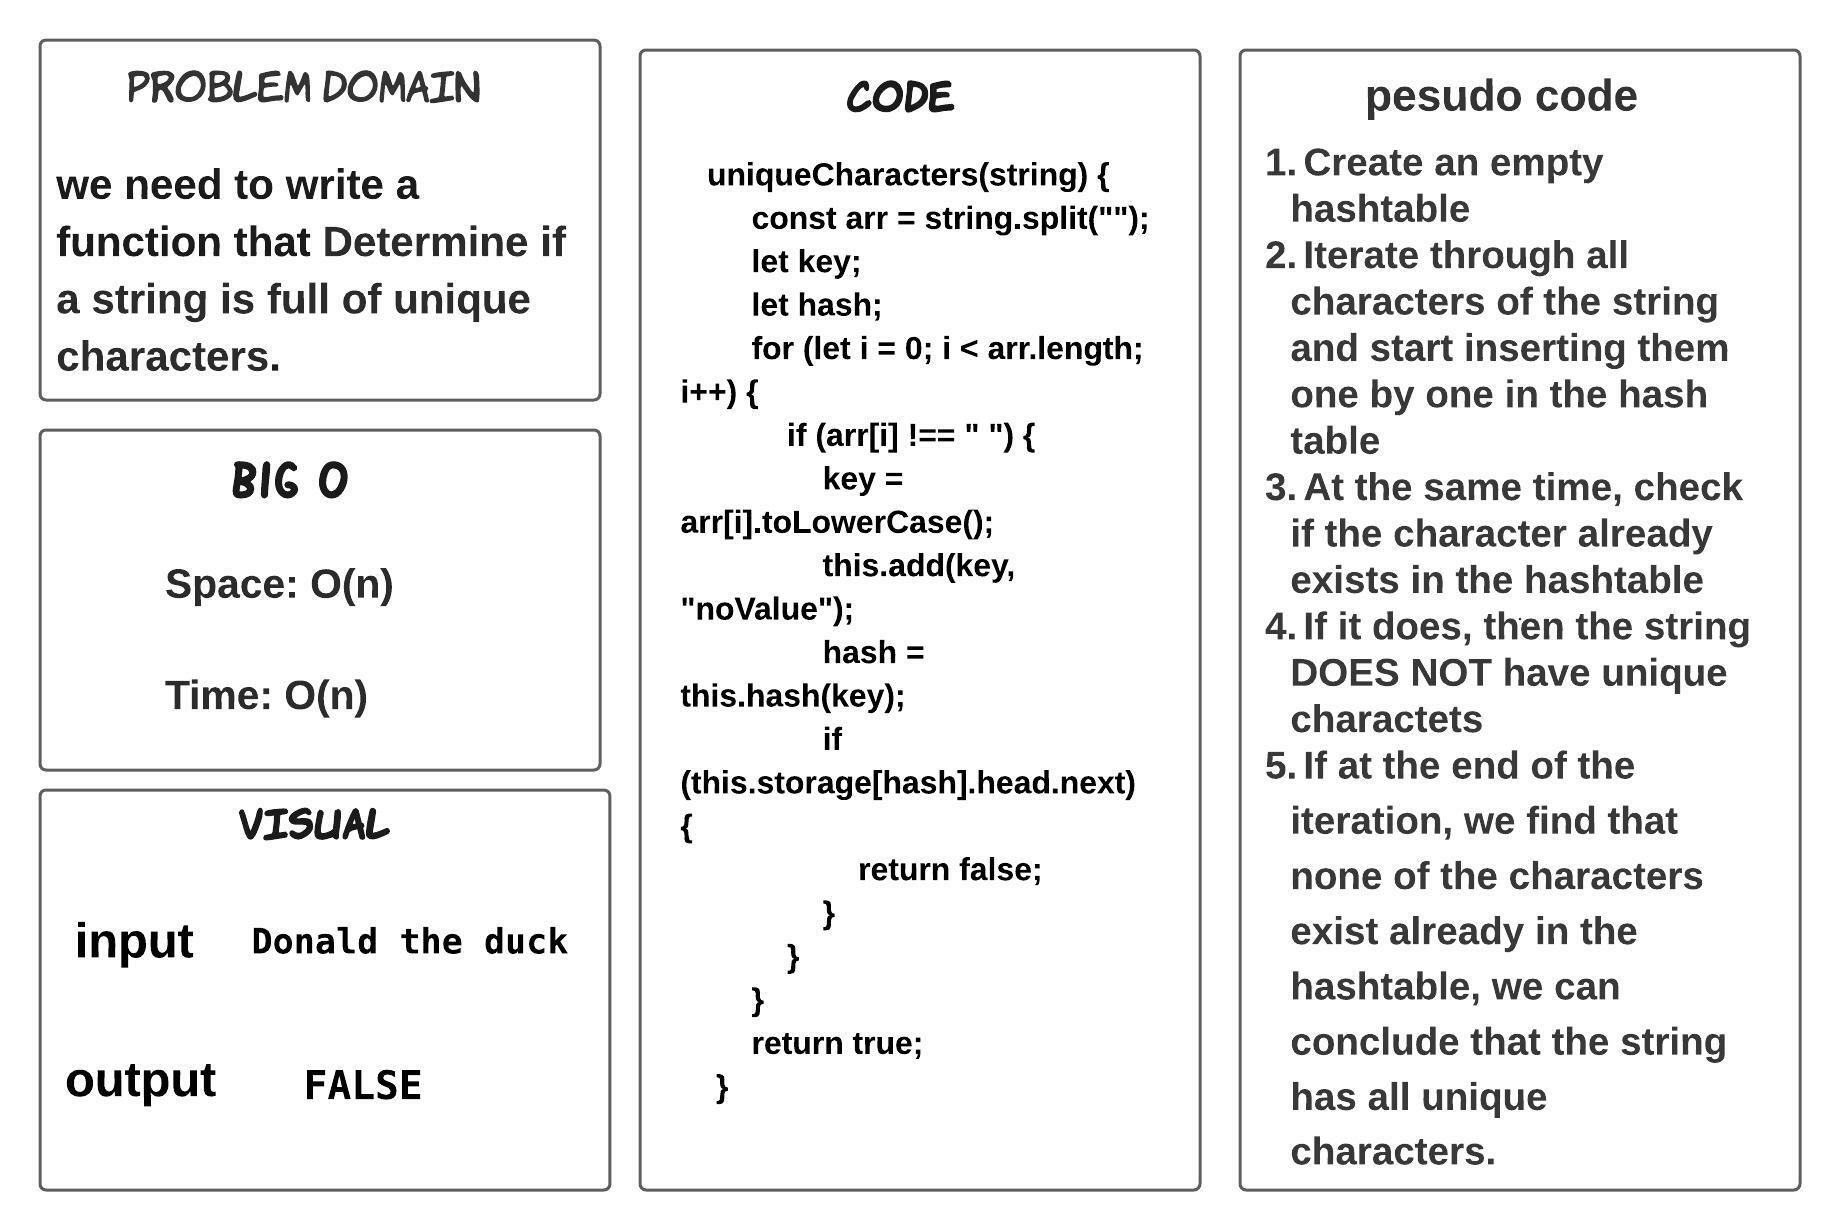 PROBLEM DOMAIN
we need to write a
function that Determine if
a string is full of unique
characters.
BIG O
Space: O(n)
Time: O(n)
VISUAL
input Donald the duck
output FALSE
CODE
uniqueCharacters(string) {
const arr = string.split("");
let key;
let hash;
for (let i = 0; i < arr.length;
i++) {
if (arr[i] !== " ") {
key =
arr[i].toLowerCase();
this.add(key,
"noValue");
hash =
this.hash(key);
if
(this.storage[hash].head.next)
{
return false;
}
}
}
return true;
}
pesudo code
1. Create an empty
hashtable
2. Iterate through all
characters of the string
and start inserting them
one by one in the hash
table
3. At the same time, check
if the character already
exists in the hashtable
4. If it does, then the string
DOES NOT have unique
charactets
5. If at the end of the
iteration, we find that
none of the characters
exist already in the
hashtable, we can
conclude that the string
has all unique
characters.